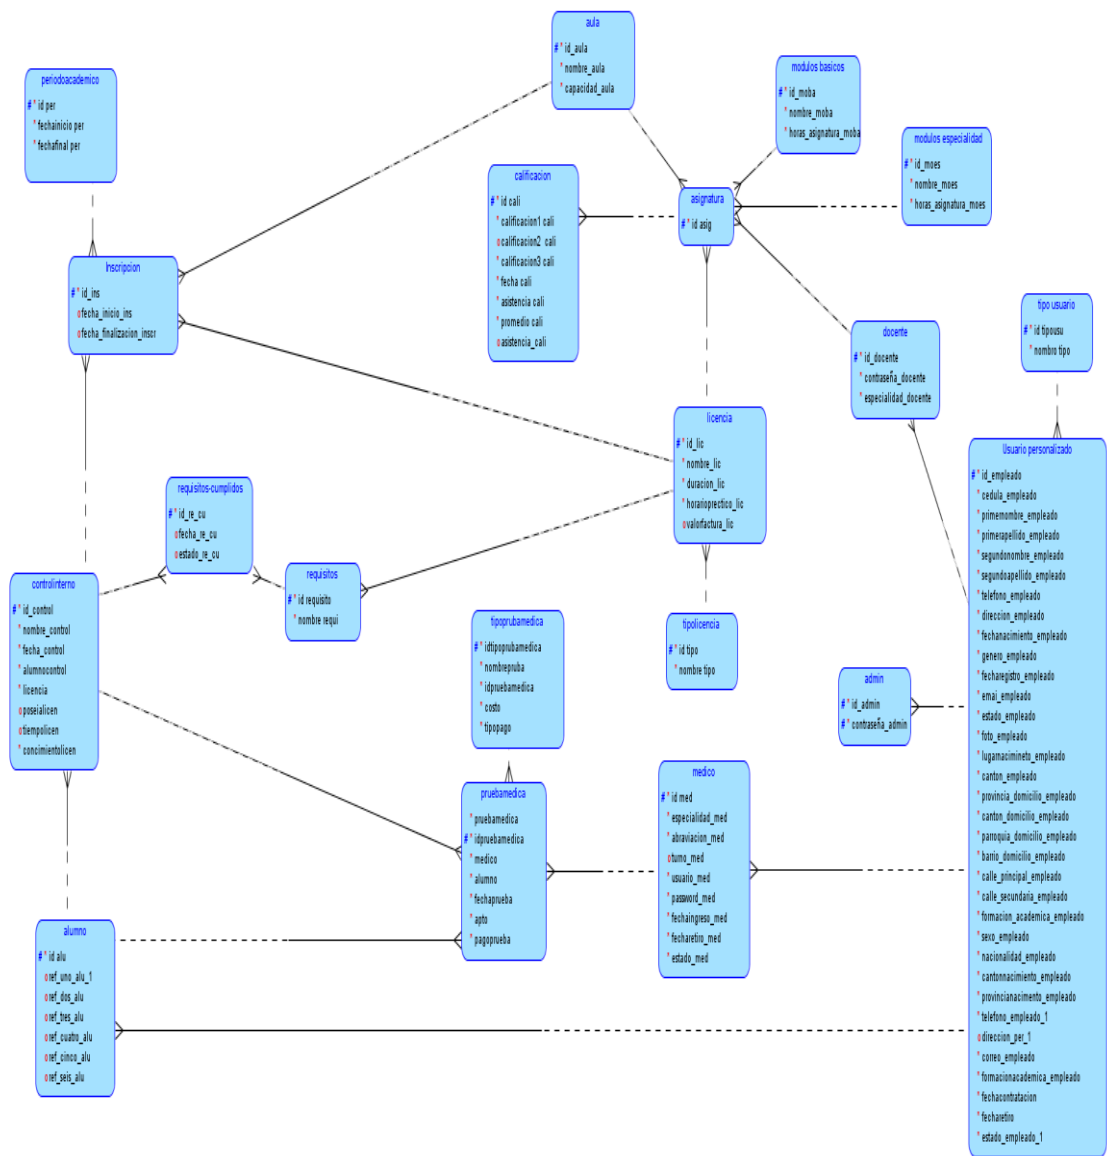 aula
# * id_aula
* nombre_aula
* capacidad_aula
modulos basicos
# * id_moba
* nombre_moba
* horas_asignatura_moba
periodoacademico
# * id per
* fechainicio per
* fechafinal per
modulos especialidad
# * id_moes
* nombre_moes
* horas_asignatura_moes
calificacion
# * id cali
* calificacion1 cali
o calificacion2 cali
* calificacion3 cali
* fecha cali
* asistencia cali
* promedio cali
o asistencia_cali
asignatura
# * id asig
Inscripcion
# * id_ins
o fecha_inicio_ins
o fecha_finalizacion_inscr
tipo usuario
# * id tipousu
* nombro tipo
docente
# * id_docente
* contraseña_docente
* especialidad_docente
licencia
# * id_lic
* nombre_lic
* duracion_lic
* horarioprectico_lic
o valorfactura_lic
Usuario personalizado
# * id_empleado
* cedula_empleado
* primernombre_empleado
* primerapellido_empleado
* segundonombre_empleado
* segundoapellido_empleado
* telefono_empleado
* direccion_empleado
* fechanacimiento_empleado
* genero_empleado
* fecharegistro_empleado
* emai_empleado
* estado_empleado
* foto_empleado
* lugarnacimineto_empleado
* canton_empleado
* provincia_domicilio_empleado
* canton_domicilio_empleado
* parroquia_domicilio_empleado
* barrio_domicilio_empleado
* calle_principal_empleado
* calle_secundaria_empleado
* formacion_academica_empleado
* sexo_empleado
* nacionalidad_empleado
* cantonnacimiento_empleado
* provincianacimento_empleado
* telefono_empleado_1
o direccion_per_1
* correo_empleado
* formacionacademica_empleado
* fechacontratacion
* fecharetiro
* estado_empleado_1
requisitos-cumplidos
# * id_re_cu
o fecha_re_cu
o estado_re_cu
requisitos
# * id requisito
* nombre requi
controlinterno
# * id_control
* nombre_control
* fecha_control
* alumnocontrol
* licencia
o poseialicen
o tiempolicen
* concimientolicen
tipoprubamedica
# * idtipoprubamedica
* nombrepruba
* idpruebamedica
* costo
* tipopago
tipolicencia
# * id tipo
* nombre tipo
admin
# * id_admin
# * contraseña_admin
pruebamedica
* pruebamedica
# * idpruebamedica
* medico
* alumno
* fechaprueba
* apto
* pagoprueba
medico
# * id med
* especialidad_med
* abraviacion_med
o turno_med
* usuario_med
* password_med
* fechaingreso_med
* fecharetiro_med
* estado_med
alumno
# * id alu
o ref_uno_alu_1
o ref_dos_alu
o ref_tres_alu
o ref_cuatro_alu
o ref_cinco_alu
o ref_seis_alu